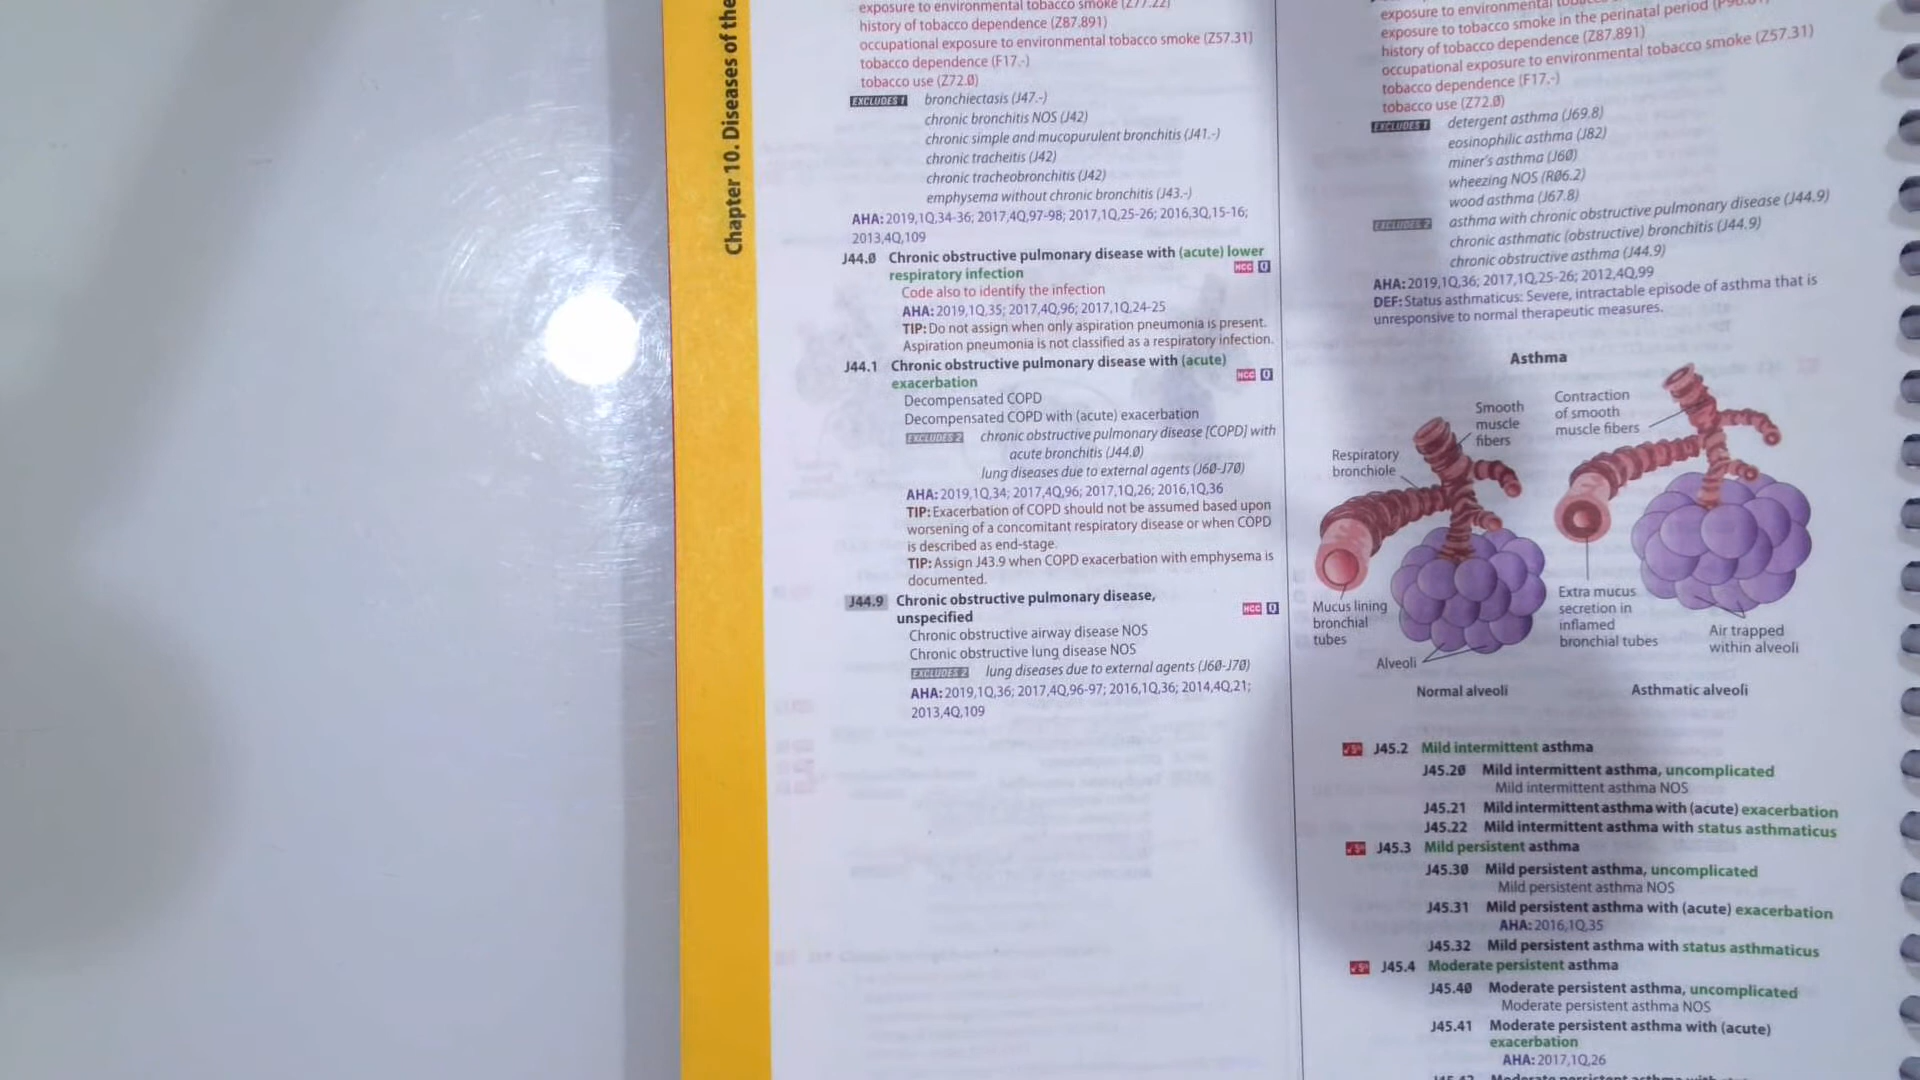 Chapter 10. Diseases of the
exposure to environmental tobacco smoke (Z77.22)
history of tobacco dependence (Z87.891)
occupational exposure to environmental tobacco smoke (Z57.31)
tobacco dependence (F17.-)
tobacco use (Z72.0)
EXCLUDES 1 bronchiectasis (J47.-)
chronic bronchitis NOS (J42)
chronic simple and mucopurulent bronchitis (J41.-)
chronic tracheitis (J42)
chronic tracheobronchitis (J42)
emphysema without chronic bronchitis (J43.-)
AHA: 2019,1Q,34-36; 2017,4Q,97-98; 2017,1Q,25-26; 2016,3Q,15-16;
2013,4Q,109
J44.0 Chronic obstructive pulmonary disease with (acute) lower
respiratory infection HCC Q
Code also to identify the infection
AHA: 2019,1Q,35; 2017,4Q,96; 2017,1Q,24-25
TIP: Do not assign when only aspiration pneumonia is present.
Aspiration pneumonia is not classified as a respiratory infection.
J44.1 Chronic obstructive pulmonary disease with (acute)
exacerbation HCC Q
Decompensated COPD
Decompensated COPD with (acute) exacerbation
EXCLUDES 2 chronic obstructive pulmonary disease [COPD] with
acute bronchitis (J44.0)
lung diseases due to external agents (J60-J70)
AHA: 2019,1Q,34; 2017,4Q,96; 2017,1Q,26; 2016,1Q,36
TIP: Exacerbation of COPD should not be assumed based upon
worsening of a concomitant respiratory disease or when COPD
is described as end-stage.
TIP: Assign J43.9 when COPD exacerbation with emphysema is
documented.
J44.9 Chronic obstructive pulmonary disease,
unspecified HCC Q
Chronic obstructive airway disease NOS
Chronic obstructive lung disease NOS
EXCLUDES 2 lung diseases due to external agents (J60-J70)
AHA: 2019,1Q,36; 2017,4Q,96-97; 2016,1Q,36; 2014,4Q,21;
2013,4Q,109
exposure to environmental
exposure to tobacco smoke in the perinatal period
history of tobacco dependence (Z87.891)
occupational exposure to environmental tobacco smoke (Z57.31)
tobacco dependence (F17.-)
tobacco use (Z72.0)
EXCLUDES 1 detergent asthma (J69.8)
eosinophilic asthma (J82)
miner's asthma (J60)
wheezing NOS (R06.2)
wood asthma (J67.8)
EXCLUDES 2 asthma with chronic obstructive pulmonary disease (J44.9)
chronic asthmatic (obstructive) bronchitis (J44.9)
chronic obstructive asthma (J44.9)
AHA: 2019,1Q,36; 2017,1Q,25-26; 2012,4Q,99
DEF: Status asthmaticus: Severe, intractable episode of asthma that is
unresponsive to normal therapeutic measures.
Asthma
Smooth
muscle
fibers
Contraction
of smooth
muscle fibers
Respiratory
bronchiole
Mucus lining
bronchial
tubes
Extra mucus
secretion in
inflamed
bronchial tubes
Air trapped
within alveoli
Alveoli
Normal alveoli
Asthmatic alveoli
J45.2 Mild intermittent asthma
J45.20 Mild intermittent asthma, uncomplicated
Mild intermittent asthma NOS
J45.21 Mild intermittent asthma with (acute) exacerbation
J45.22 Mild intermittent asthma with status asthmaticus
J45.3 Mild persistent asthma
J45.30 Mild persistent asthma, uncomplicated
Mild persistent asthma NOS
J45.31 Mild persistent asthma with (acute) exacerbation
AHA: 2016,1Q,35
J45.32 Mild persistent asthma with status asthmaticus
J45.4 Moderate persistent asthma
J45.40 Moderate persistent asthma, uncomplicated
Moderate persistent asthma NOS
J45.41 Moderate persistent asthma with (acute)
exacerbation
AHA: 2017,1Q,26